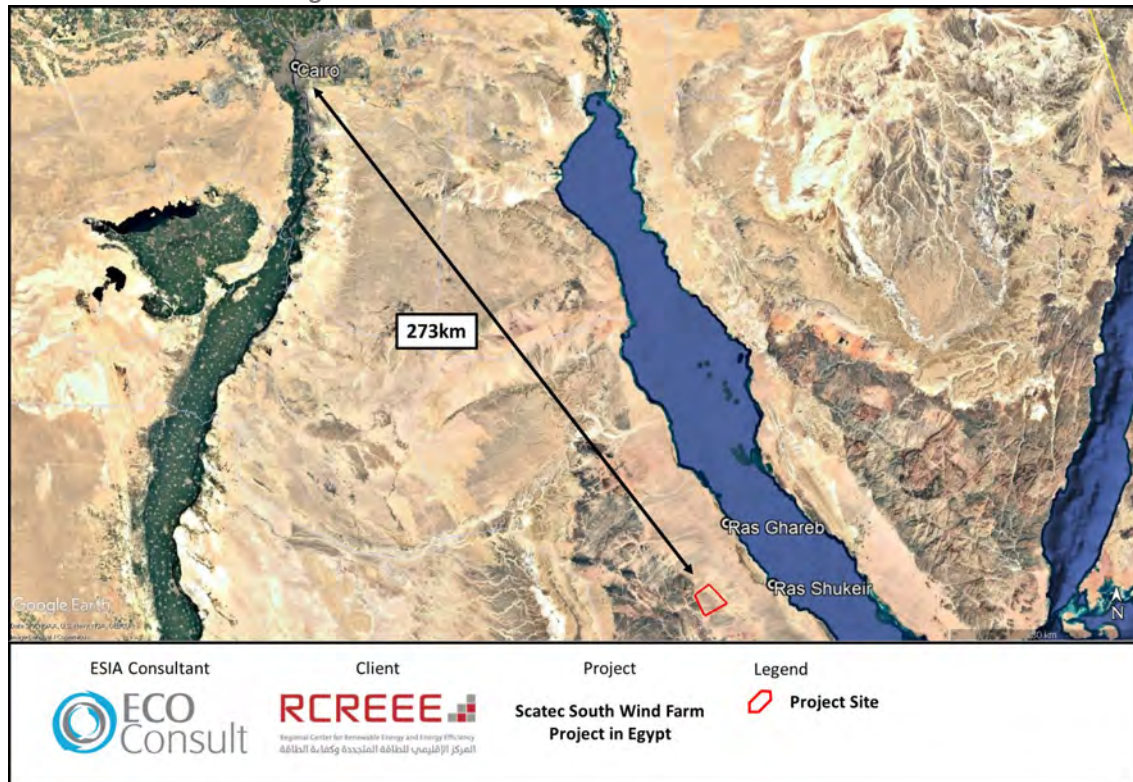 Cairo
273km
Ras Ghareb
Ras Shukeir
Google Earth
N
ESIA Consultant
ECO
Consult
Client
RCREEE
Regional Center for Renewable Energy and Energy Efficiency
المركز الإقليمي للطاقة المتجددة وكفاءة الطاقة
Project
Scatec South Wind Farm
Project in Egypt
Legend
Project Site